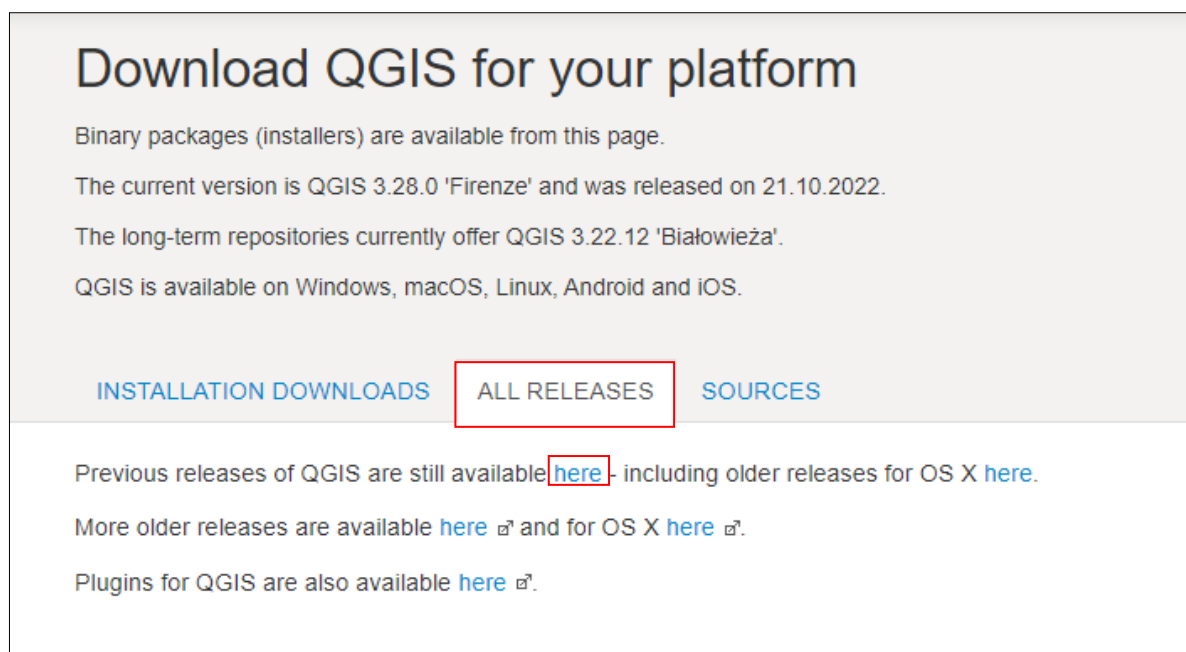 Download QGIS for your platform
Binary packages (installers) are available from this page.
The current version is QGIS 3.28.0 'Firenze' and was released on 21.10.2022.
The long-term repositories currently offer QGIS 3.22.12 'Białowieża'.
QGIS is available on Windows, macOS, Linux, Android and iOS.
INSTALLATION DOWNLOADS ALL RELEASES SOURCES
Previous releases of QGIS are still available here - including older releases for OS X here.
More older releases are available here and for OS X here .
Plugins for QGIS are also available here .